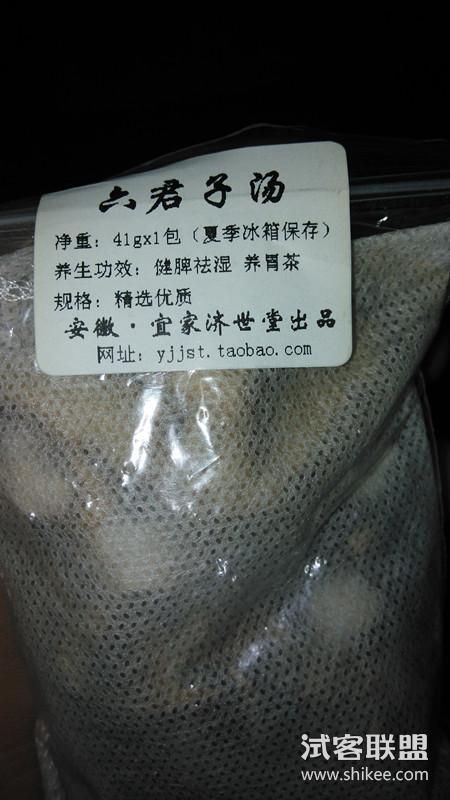 六君子汤
净重：41gx1包（夏季冰箱保存）
养生功效：健脾祛湿 养胃茶
规格：精选优质
安徽·宜家济世堂出品
网址：yjjst.taobao.com
试客联盟
www.shikee.com